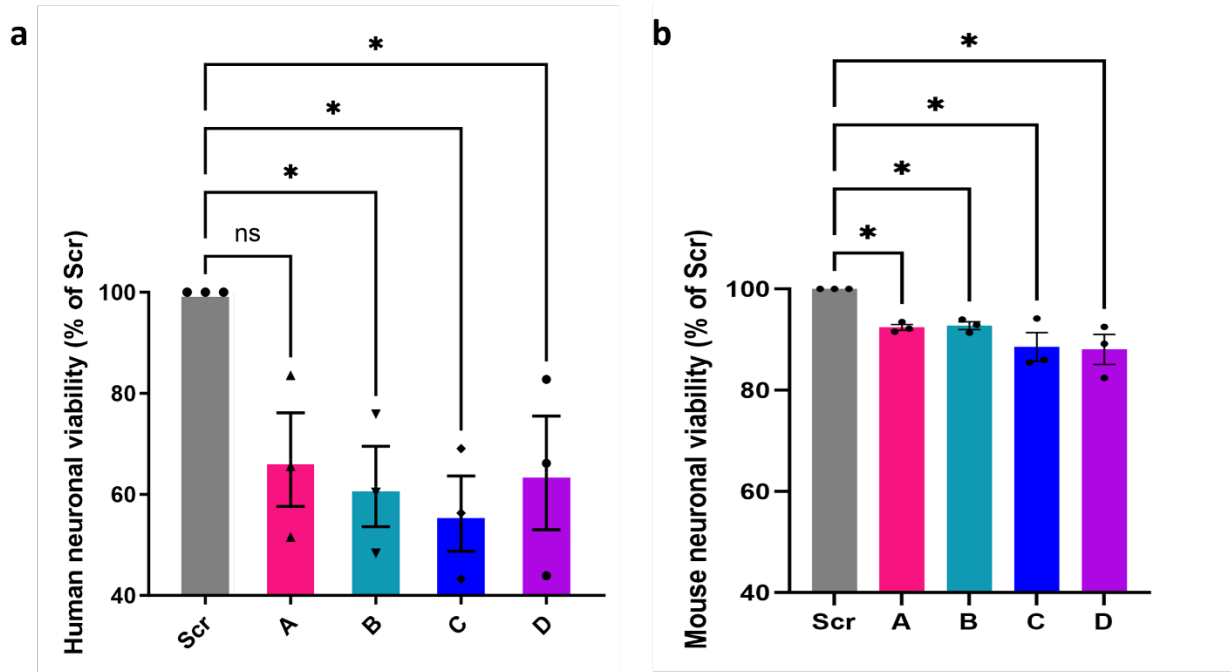 a
Human neuronal viability (% of Scr)
100
80
60
40
ns
*
*
*
Scr
A
B
C
D
b
Mouse neuronal viability (% of Scr)
100
80
60
40
*
*
*
*
Scr
A
B
C
D